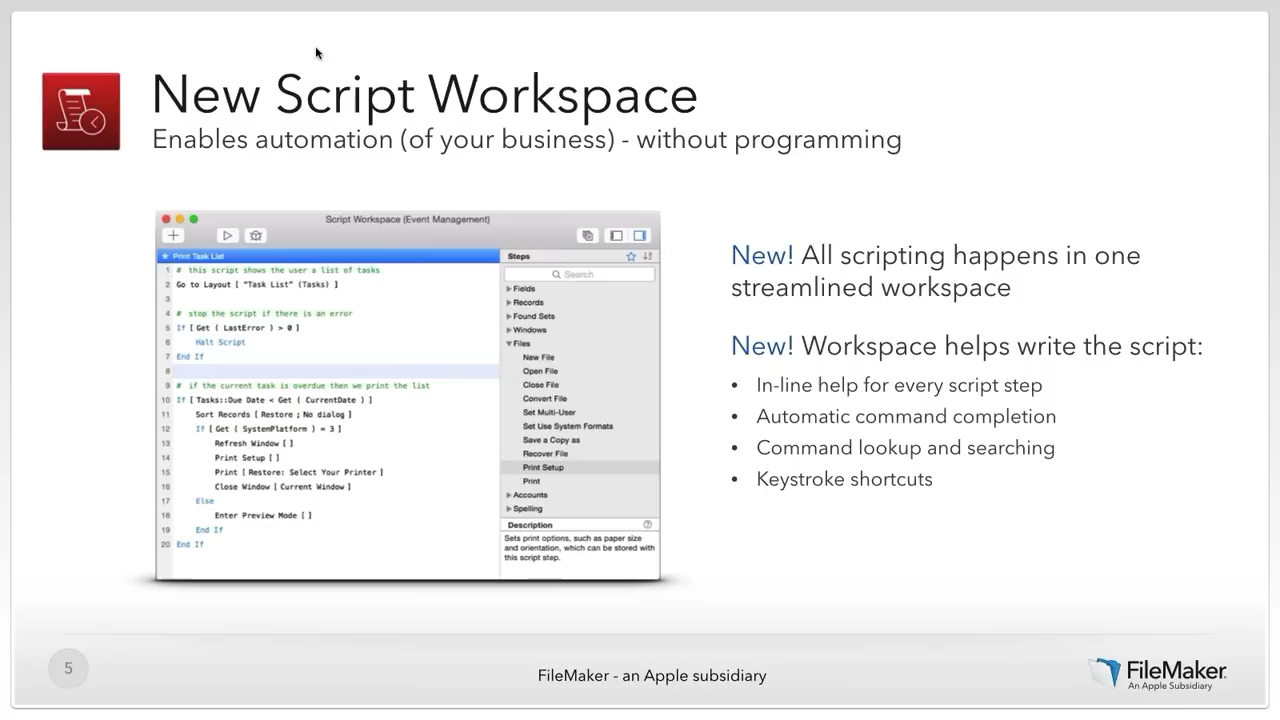 New Script Workspace
Enables automation (of your business) - without programming
Script Workspace (Event Management)
Print Task List
1 # this script shows the user a list of tasks
2 Go to Layout [ "Task List" (Tasks) ]
3
4 # stop the script if there is an error
5 If [ Get ( LastError ) > 0 ]
6 Halt Script
7 End If
8
9 # if the current task is overdue then we print the list
10 If [ Tasks::Due Date < Get ( CurrentDate ) ]
11 Sort Records [ Restore ; No dialog ]
12 If [ Get ( SystemPlatform ) = 3 ]
13 Refresh Window [ ]
14 Print Setup [ ]
15 Print [ Restore: Select Your Printer ]
16 Close Window [ Current Window ]
17 Else
18 Enter Preview Mode [ ]
19 End If
20 End If
Steps
Search
Fields
Records
Found Sets
Windows
Files
New File
Open File
Close File
Convert File
Set Multi-User
Set Use System Formats
Save a Copy as
Recover File
Print Setup
Print
Accounts
Spelling
Description
Sets print options, such as paper size
and orientation, which can be stored with
this script step.
New! All scripting happens in one
streamlined workspace
New! Workspace helps write the script:
• In-line help for every script step
• Automatic command completion
• Command lookup and searching
• Keystroke shortcuts
5
FileMaker - an Apple subsidiary
FileMaker
An Apple Subsidiary